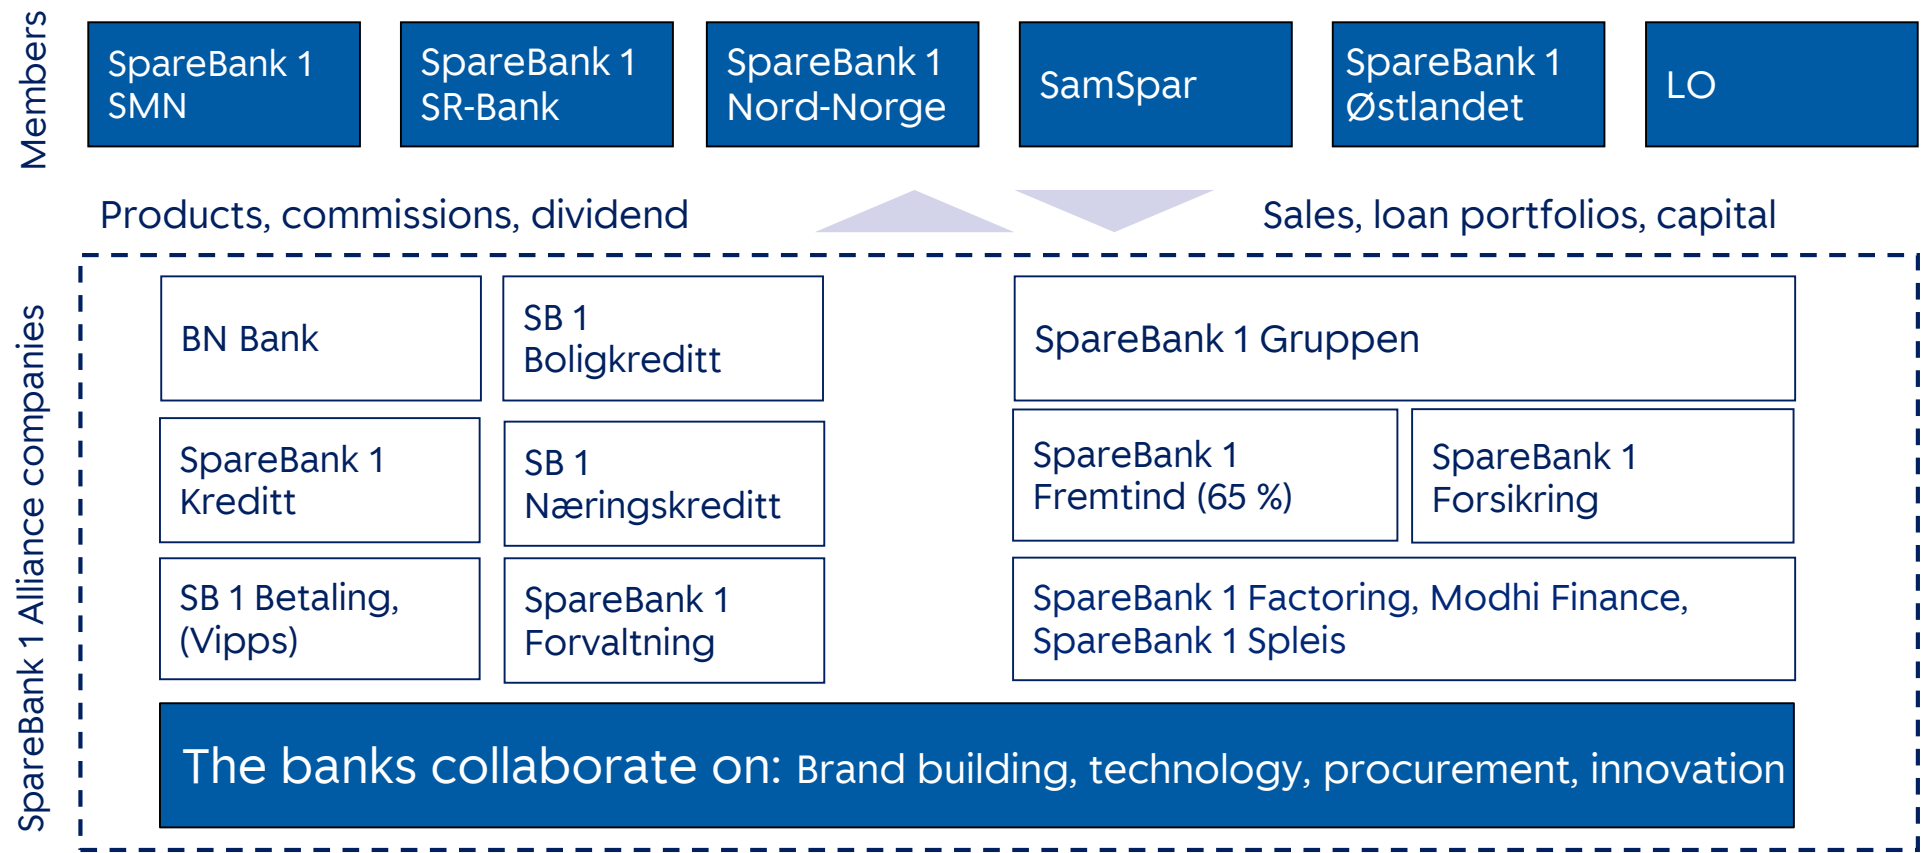 Members
SpareBank 1
SMN
SpareBank 1
SR-Bank
SpareBank 1
Nord-Norge
SamSpar
SpareBank 1
Østlandet
LO
Products, commissions, dividend
Sales, loan portfolios, capital
SpareBank 1 Alliance companies
BN Bank
SB 1
Boligkreditt
SpareBank 1 Gruppen
SpareBank 1
Kreditt
SB 1
Næringskreditt
SpareBank 1
Fremtind (65 %)
SpareBank 1
Forsikring
SB 1 Betaling,
(Vipps)
SpareBank 1
Forvaltning
SpareBank 1 Factoring, Modhi Finance,
SpareBank 1 Spleis
The banks collaborate on: Brand building, technology, procurement, innovation